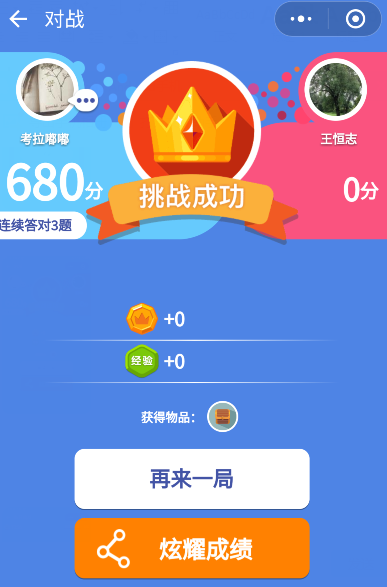 对战
考拉嘟嘟
王恒志
680分
0分
挑战成功
连续答对3题
+0
经验 +0
获得物品：
再来一局
炫耀成绩